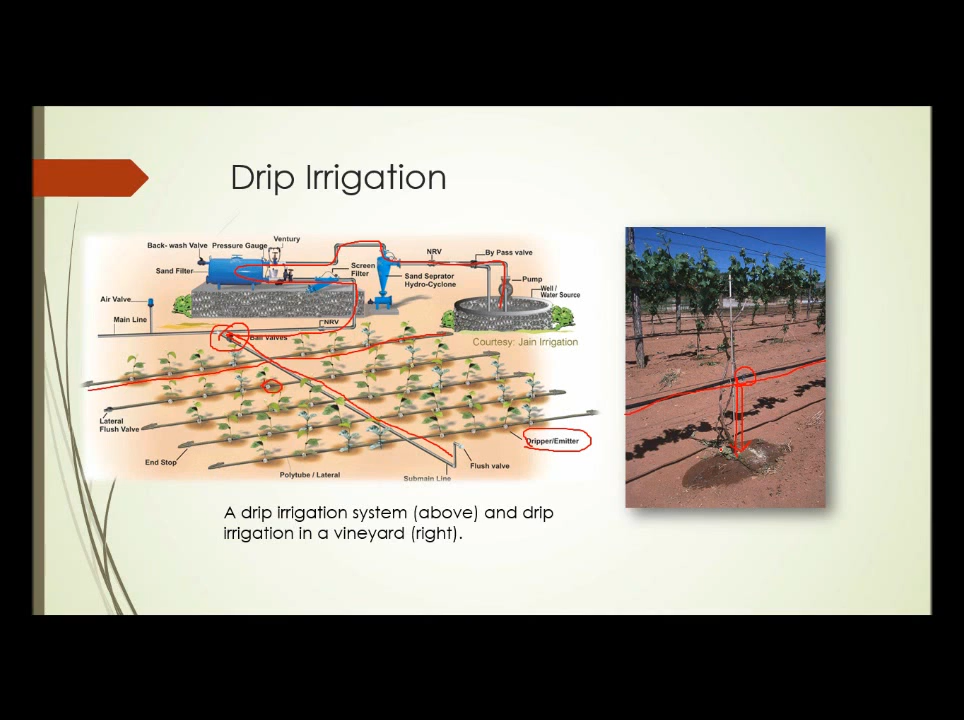 Drip Irrigation
Back- wash Valve
Pressure Gauge
Ventury
Sand Filter
Screen
Filter
Sand Seprator
Hydro-Cyclone
NRV
By Pass valve
Pump
Well /
Water Source
Air Valve
Main Line
NRV
Ball Valves
Courtesy: Jain Irrigation
Lateral
Flush Valve
End Stop
Polytube / Lateral
Submain Line
Flush valve
Dripper/Emitter
A drip irrigation system (above) and drip
irrigation in a vineyard (right).